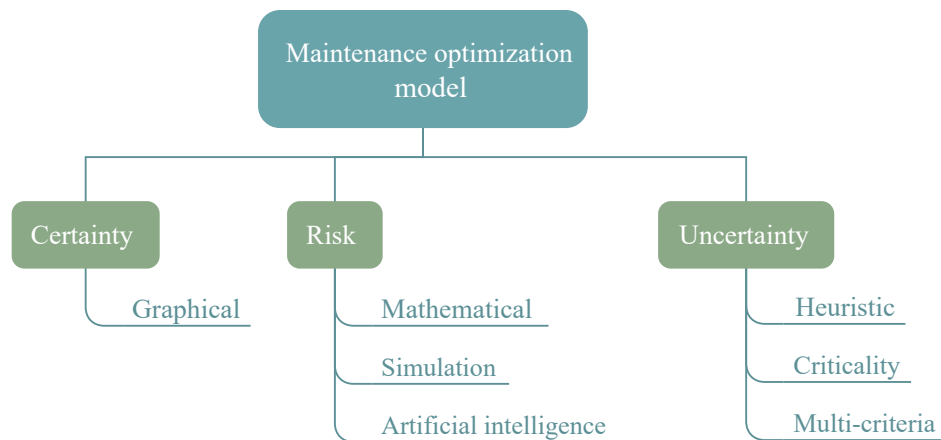 Maintenance optimization
model
Certainty
Risk
Uncertainty
Graphical
Mathematical
Heuristic
Simulation
Criticality
Artificial intelligence
Multi-criteria